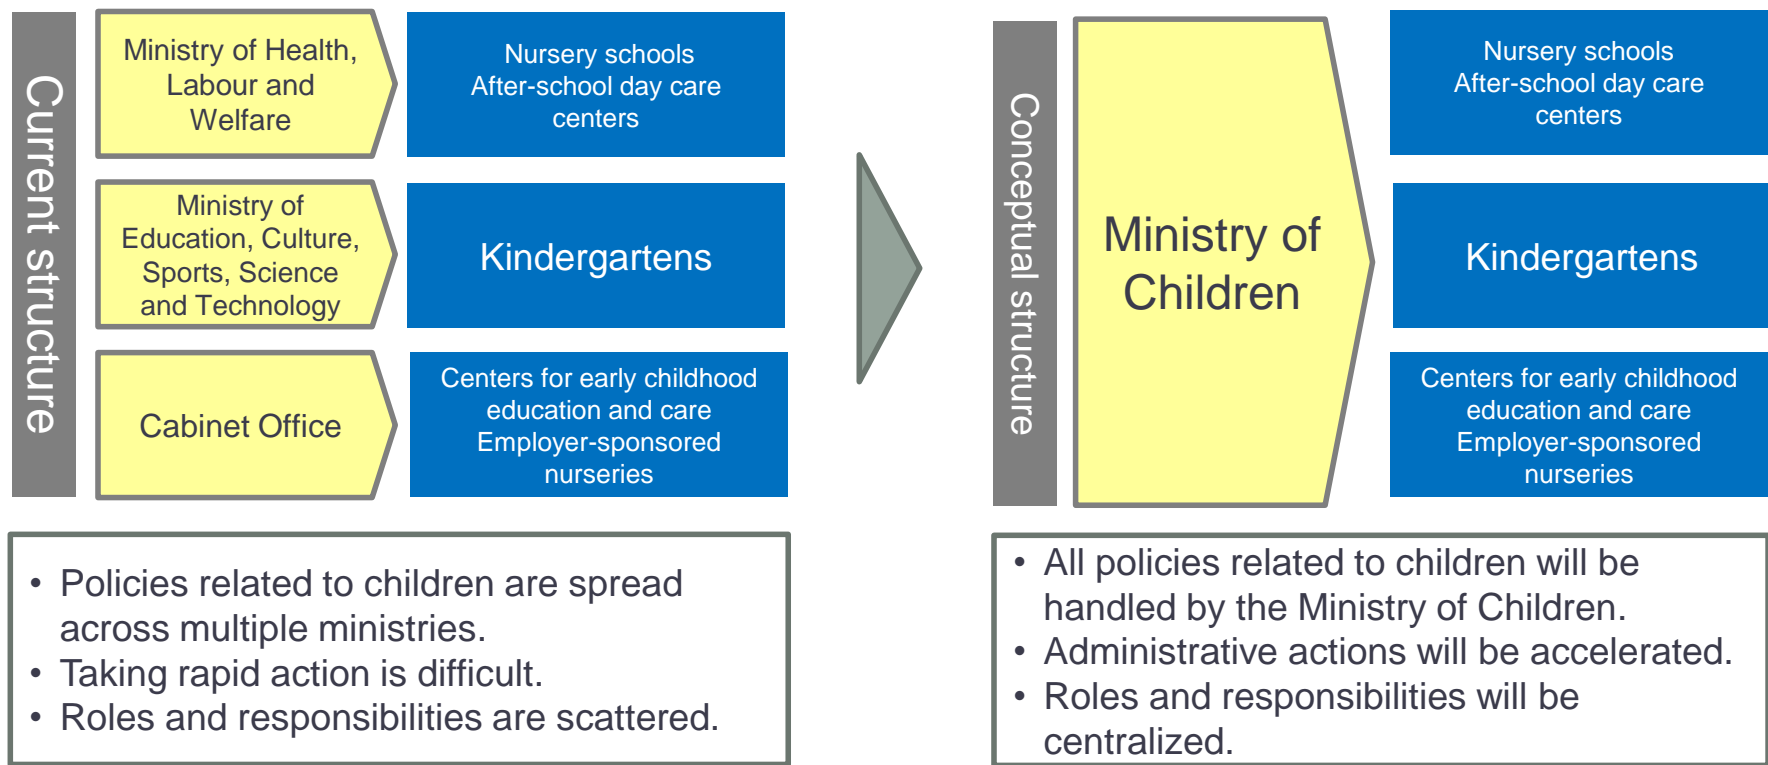 Current structure
Ministry of Health,
Labour and
Welfare
Nursery schools
After-school day care
centers
Ministry of
Education, Culture,
Sports, Science
and Technology
Kindergartens
Cabinet Office
Centers for early childhood
education and care
Employer-sponsored
nurseries
• Policies related to children are spread
across multiple ministries.
• Taking rapid action is difficult.
• Roles and responsibilities are scattered.
Conceptual structure
Ministry of
Children
Nursery schools
After-school day care
centers
Kindergartens
Centers for early childhood
education and care
Employer-sponsored
nurseries
• All policies related to children will be
handled by the Ministry of Children.
• Administrative actions will be accelerated.
• Roles and responsibilities will be
centralized.